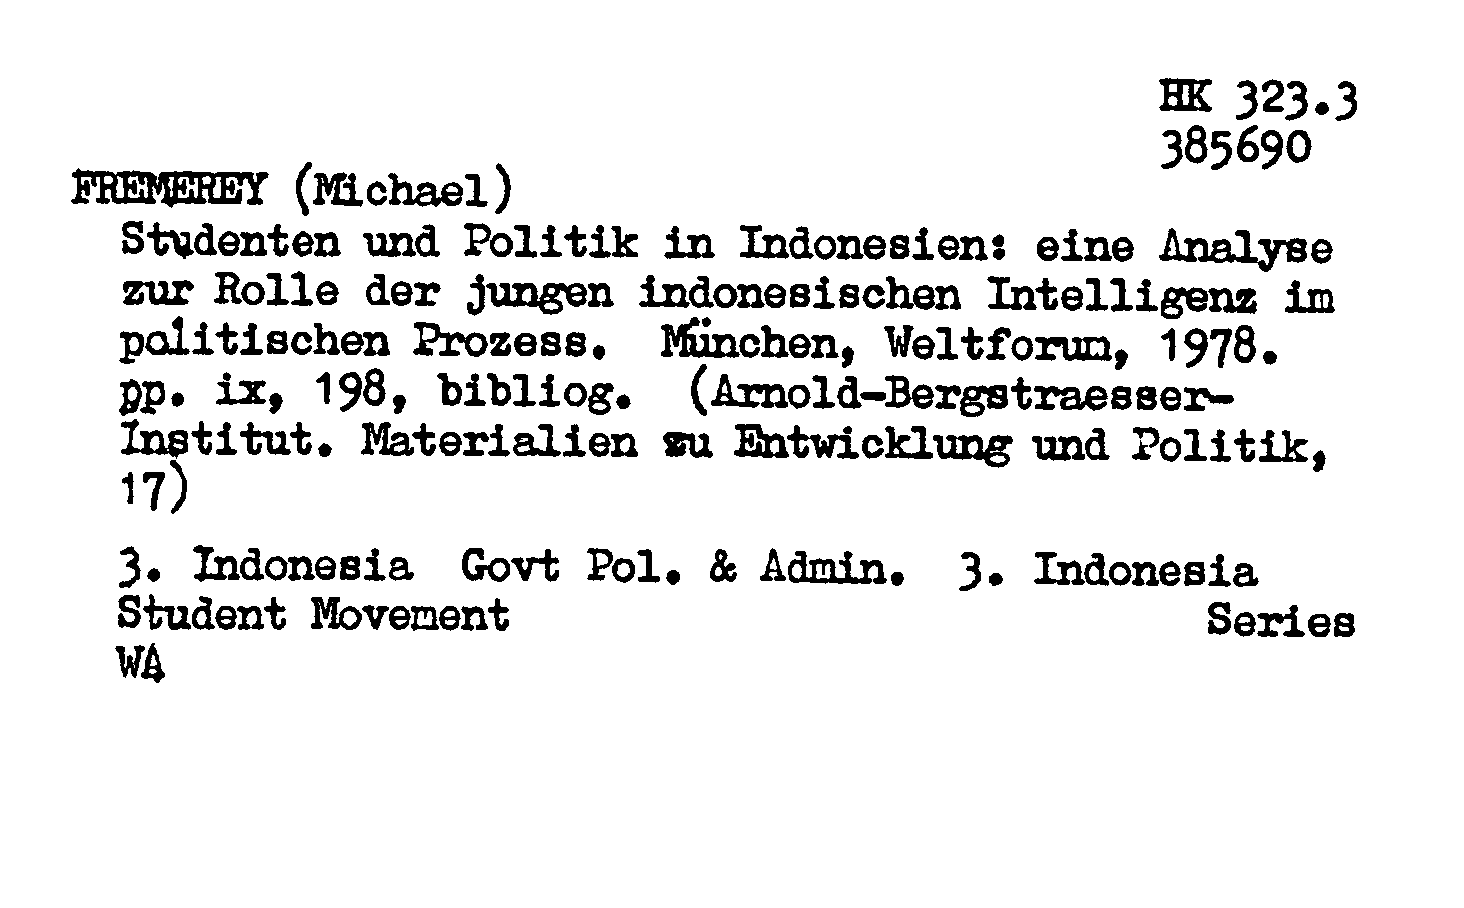 HK 323.3
385690
FREMEREY (Michael)
Studenten und Politik in Indonesien: eine Analyse
zur Rolle der jungen indonesischen Intelligenz im
politischen Prozess. München, Weltforum, 1978.
pp. ix, 198, bibliog. (Arnold-Bergstraesser-
Institut. Materialien zu Entwicklung und Politik,
17)
3. Indonesia Govt Pol. & Admin. 3. Indonesia
Student Movement Series
WA